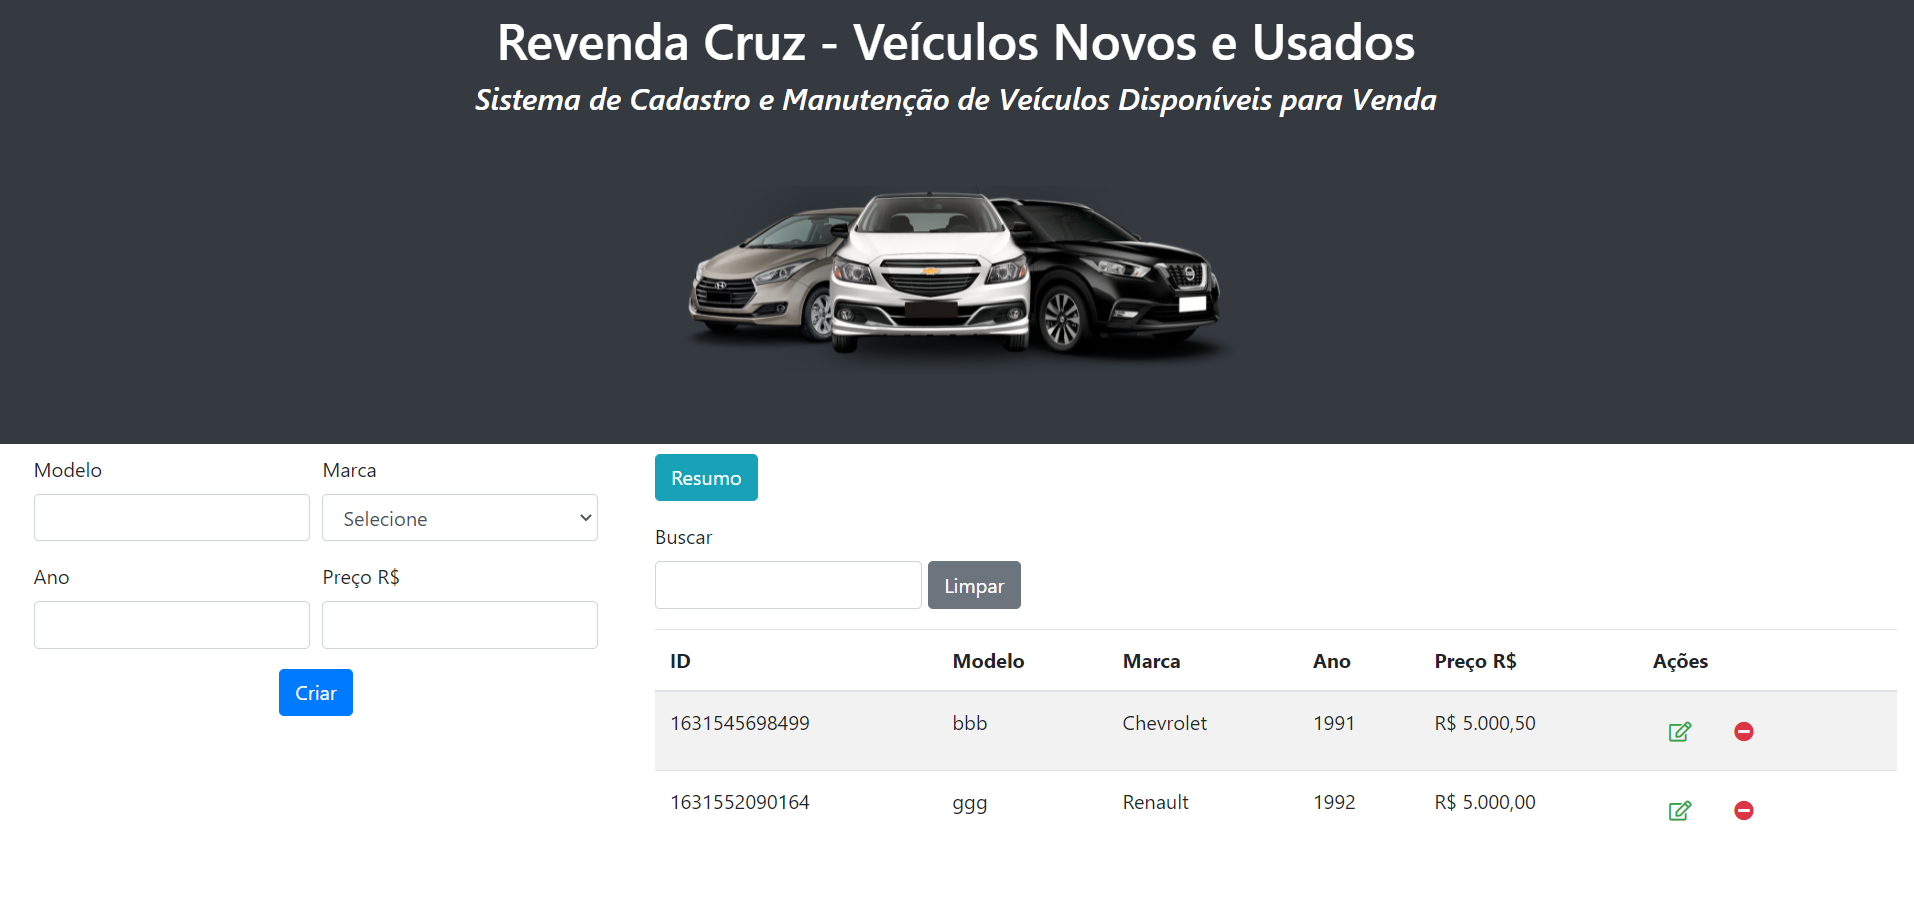 Revenda Cruz - Veículos Novos e Usados
Sistema de Cadastro e Manutenção de Veículos Disponíveis para Venda
Modelo Marca
Selecione
Ano Preço R$
Criar
Resumo
Buscar
Limpar
ID Modelo Marca Ano Preço R$ Ações
1631545698499 bbb Chevrolet 1991 R$ 5.000,50
1631552090164 ggg Renault 1992 R$ 5.000,00